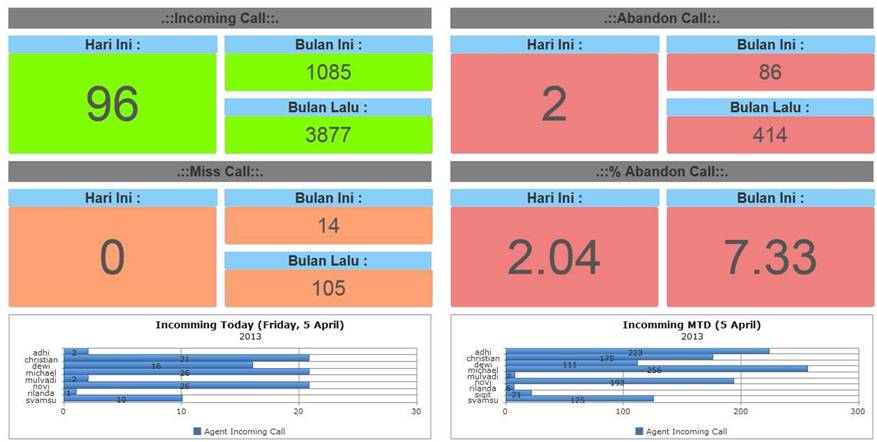 .::Incoming Call::.
Hari Ini :
96
Bulan Ini :
1085
Bulan Lalu :
3877
.::Abandon Call::.
Hari Ini :
2
Bulan Ini :
86
Bulan Lalu :
414
.::Miss Call::.
Hari Ini :
0
Bulan Ini :
14
Bulan Lalu :
105
.::% Abandon Call::.
Hari Ini :
2.04
Bulan Ini :
7.33
Incomming Today (Friday, 5 April)
2013
adhi 2
christian 21
dewi 16
michael 26
mulyadi 2
novi 26
rilanda 1
syamsu 10
0 10 20 30
Agent Incoming Call
Incomming MTD (5 April)
2013
adhi 223
christian 175
dewi 111
michael 256
mulyadi
novi 193
rilanda 6
sigit 21
syamsu 125
0 100 200 300
Agent Incoming Call